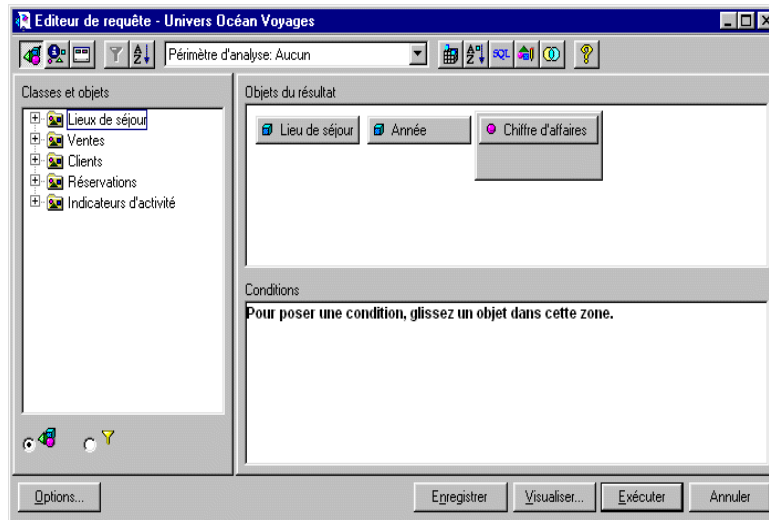 Editeur de requête - Univers Océan Voyages
Périmètre d'analyse: Aucun
SQL
Classes et objets
Lieux de séjour
Ventes
Clients
Réservations
Indicateurs d'activité
Objets du résultat
Lieu de séjour
Année
Chiffre d'affaires
Conditions
Pour poser une condition, glissez un objet dans cette zone.
Options...
Enregistrer
Visualiser...
Exécuter
Annuler